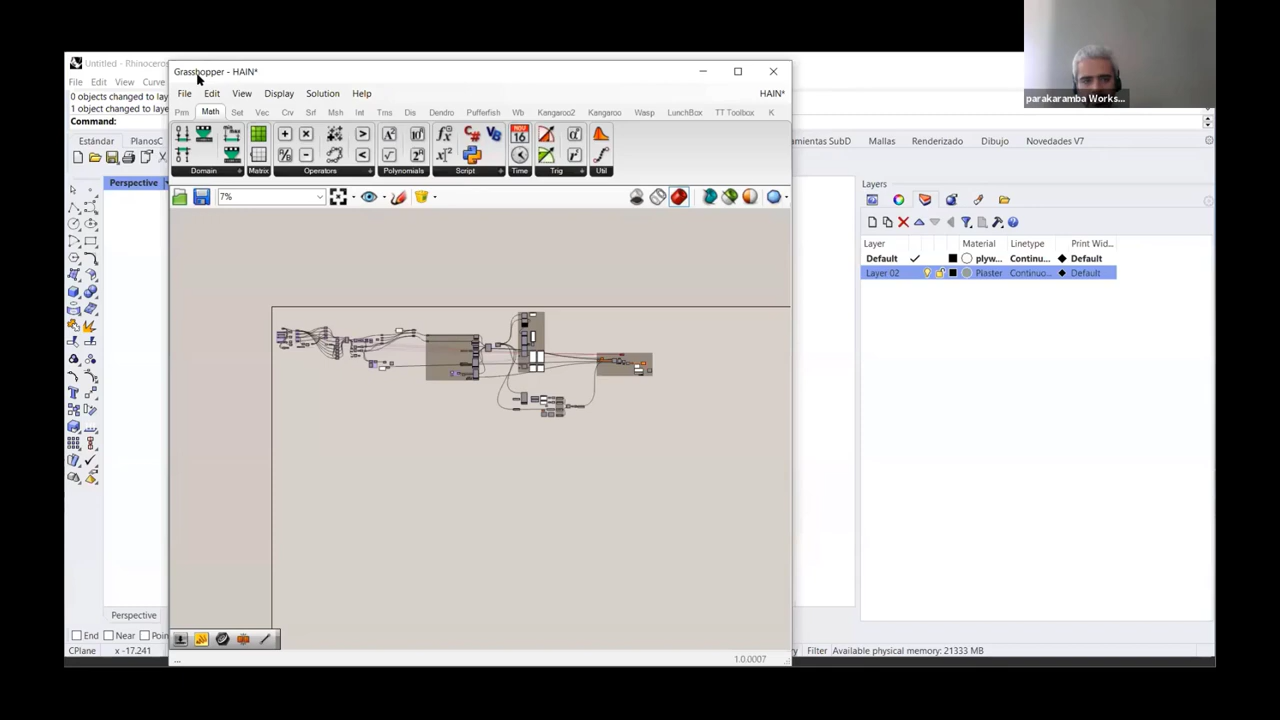 parakaramba Works...
Untitled - Rhinoceros
Grasshopper - HAIN*
File Edit View Curve
File Edit View Display Solution Help HAIN*
0 objects changed to lay
1 object changed to laye
Command:
Prm Math Set Vec Crv Srf Msh Int Trns Dis Dendro Pufferfish Wb Kangaroo2 Kangaroo Wasp LunchBox TT Toolbox K
Estándar PlanosC
amientas SubD Mallas Renderizado Dibujo Novedades V7
Domain Matrix Operators Polynomials Script Time Trig Util
Perspective
Layers
7%
Layer Material Linetype Print Wid...
Default plyw... Continu... Default
Layer 02 Plaster Continuo... Default
Perspective
End Near Poin
CPlane x -17.241
... 1.0.0007
Filter Available physical memory: 21333 MB